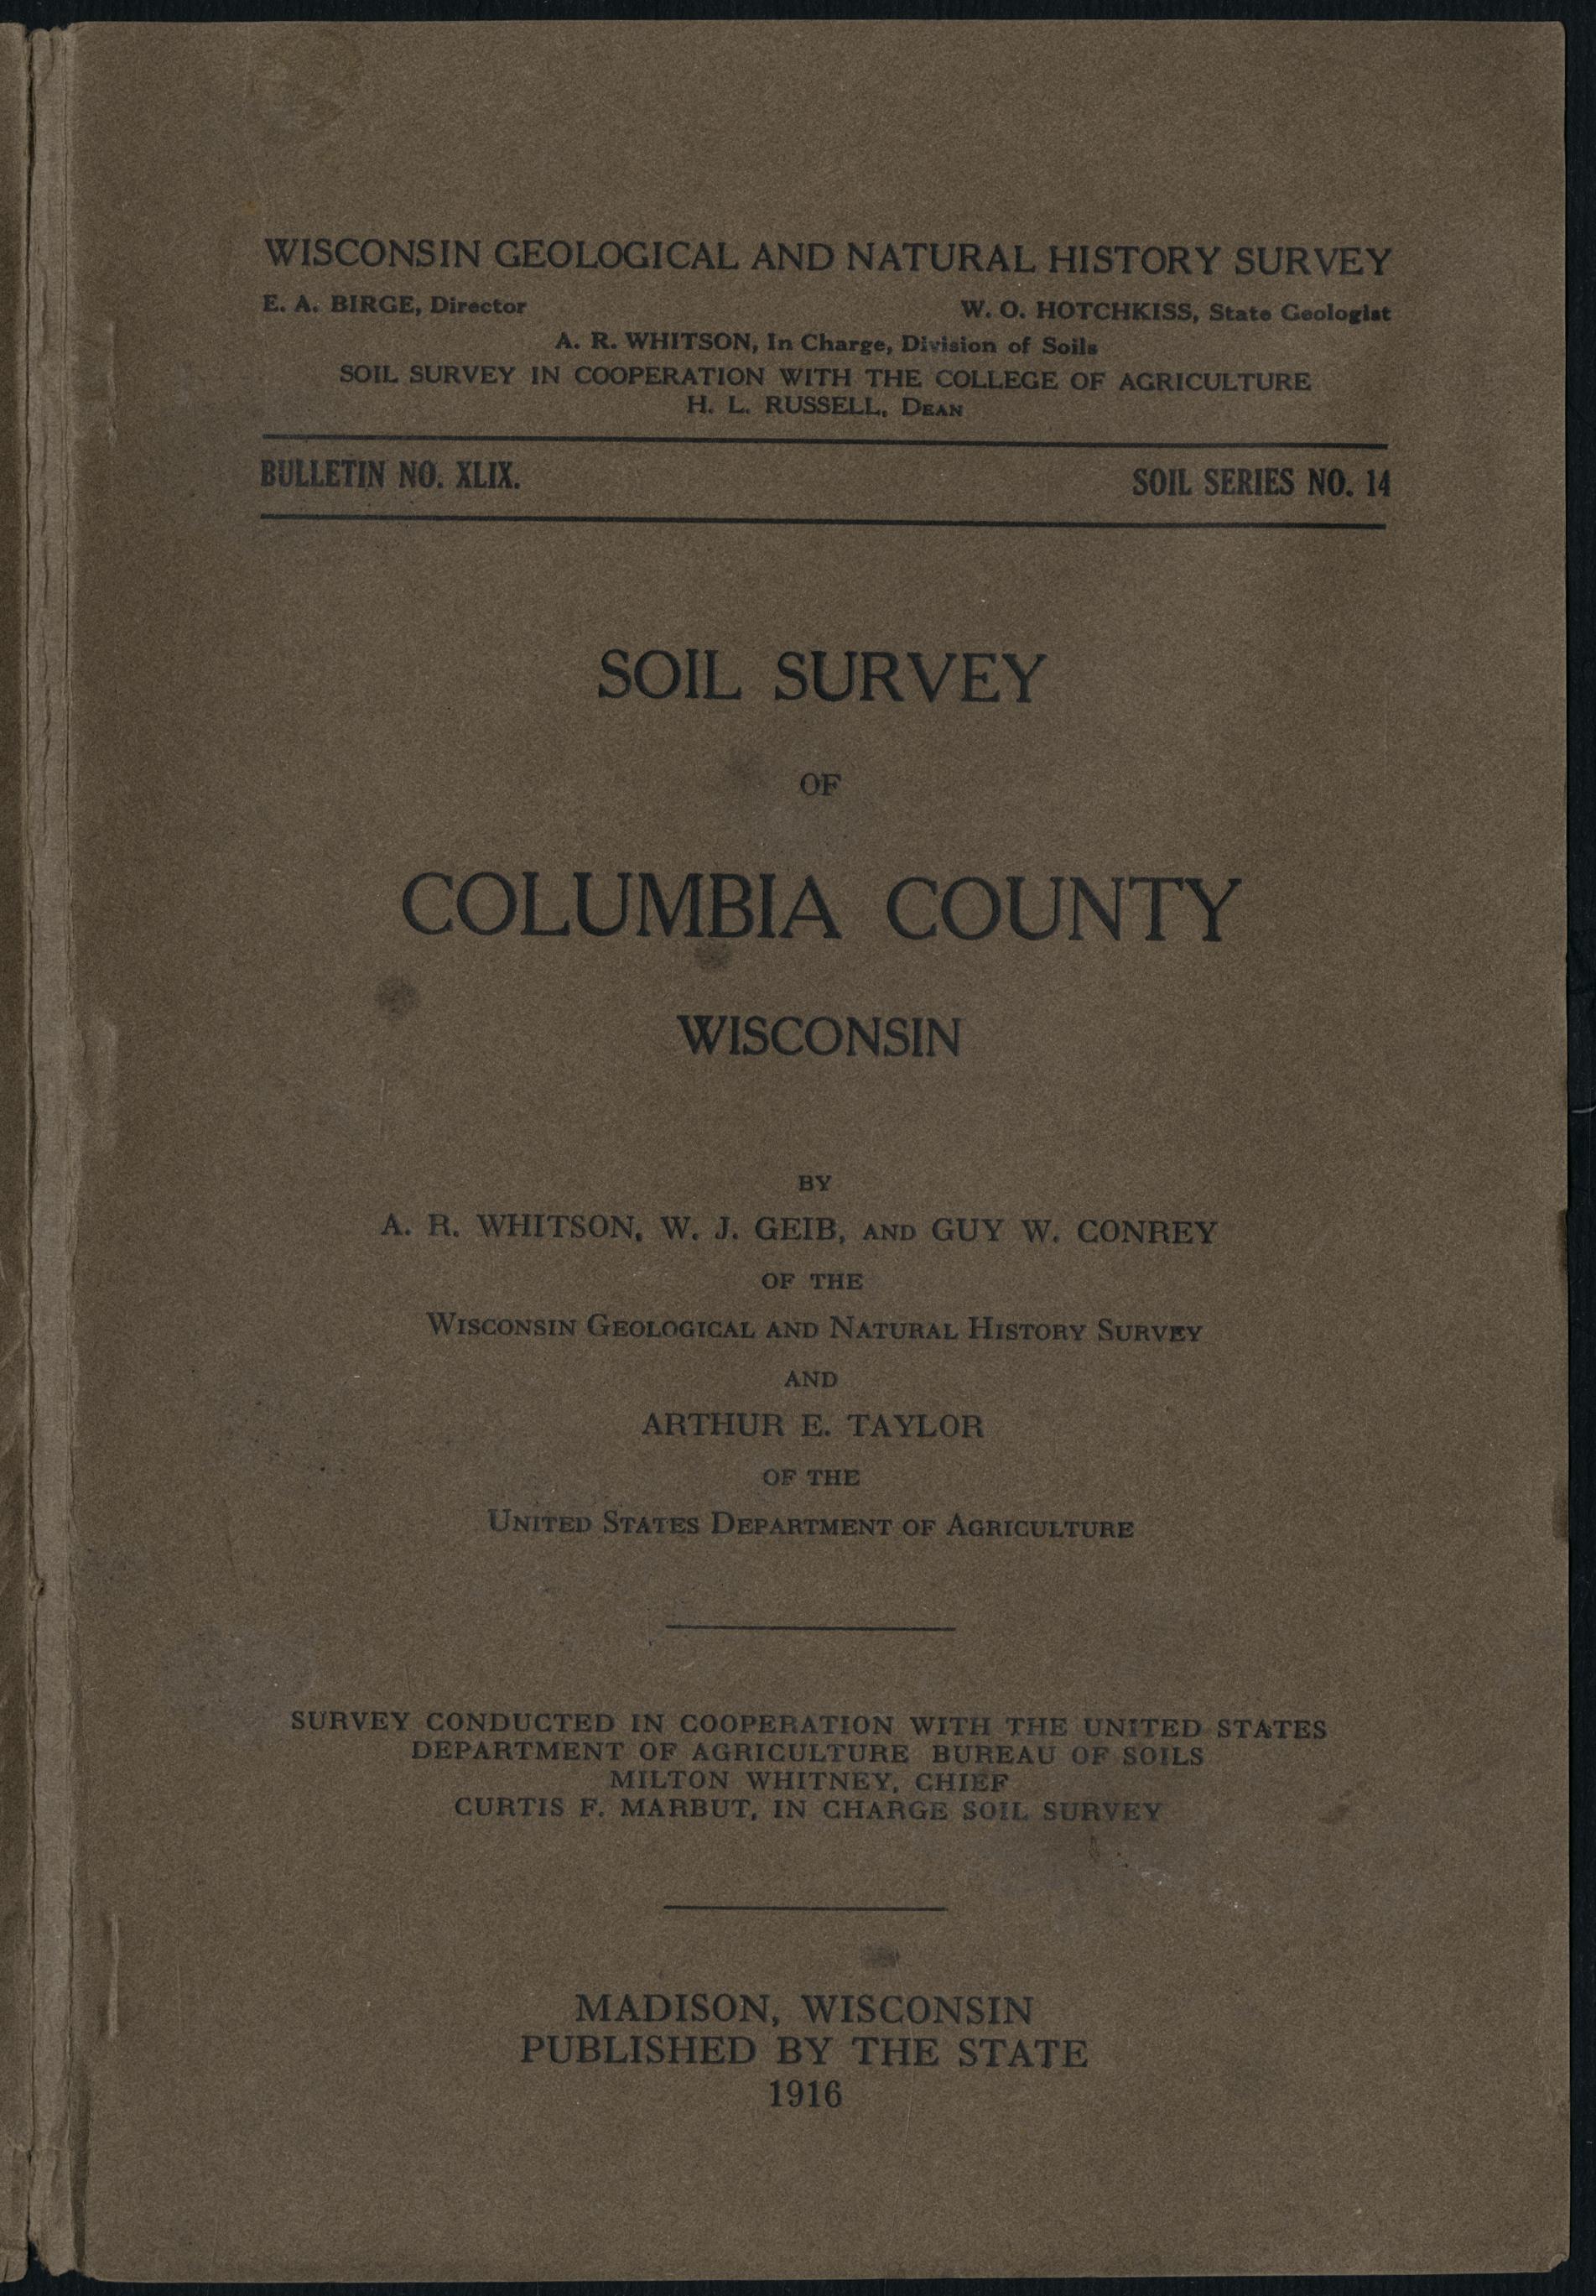 WISCONSIN GEOLOGICAL AND NATURAL HISTORY SURVEY
E. A. BIRGE, Director W. O. HOTCHKISS, State Geologist
A. R. WHITSON, In Charge, Division of Soils
SOIL SURVEY IN COOPERATION WITH THE COLLEGE OF AGRICULTURE
H. L. RUSSELL, DEAN
BULLETIN NO. XLIX. SOIL SERIES NO. 14
SOIL SURVEY
OF
COLUMBIA COUNTY
WISCONSIN
BY
A. R. WHITSON, W. J. GEIB, AND GUY W. CONREY
OF THE
WISCONSIN GEOLOGICAL AND NATURAL HISTORY SURVEY
AND
ARTHUR E. TAYLOR
OF THE
UNITED STATES DEPARTMENT OF AGRICULTURE
SURVEY CONDUCTED IN COOPERATION WITH THE UNITED STATES
DEPARTMENT OF AGRICULTURE BUREAU OF SOILS
MILTON WHITNEY, CHIEF
CURTIS F. MARBUT, IN CHARGE SOIL SURVEY
MADISON, WISCONSIN
PUBLISHED BY THE STATE
1916